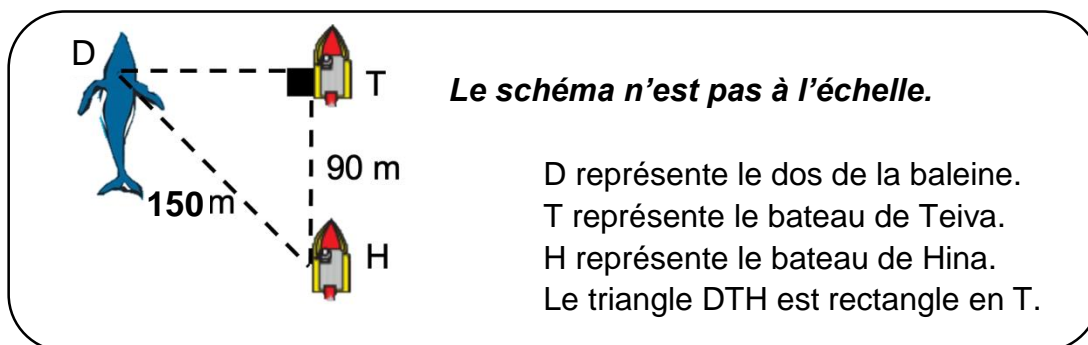 D
T
Le schéma n’est pas à l’échelle.
90 m
150 m
H
D représente le dos de la baleine.
T représente le bateau de Teiva.
H représente le bateau de Hina.
Le triangle DTH est rectangle en T.